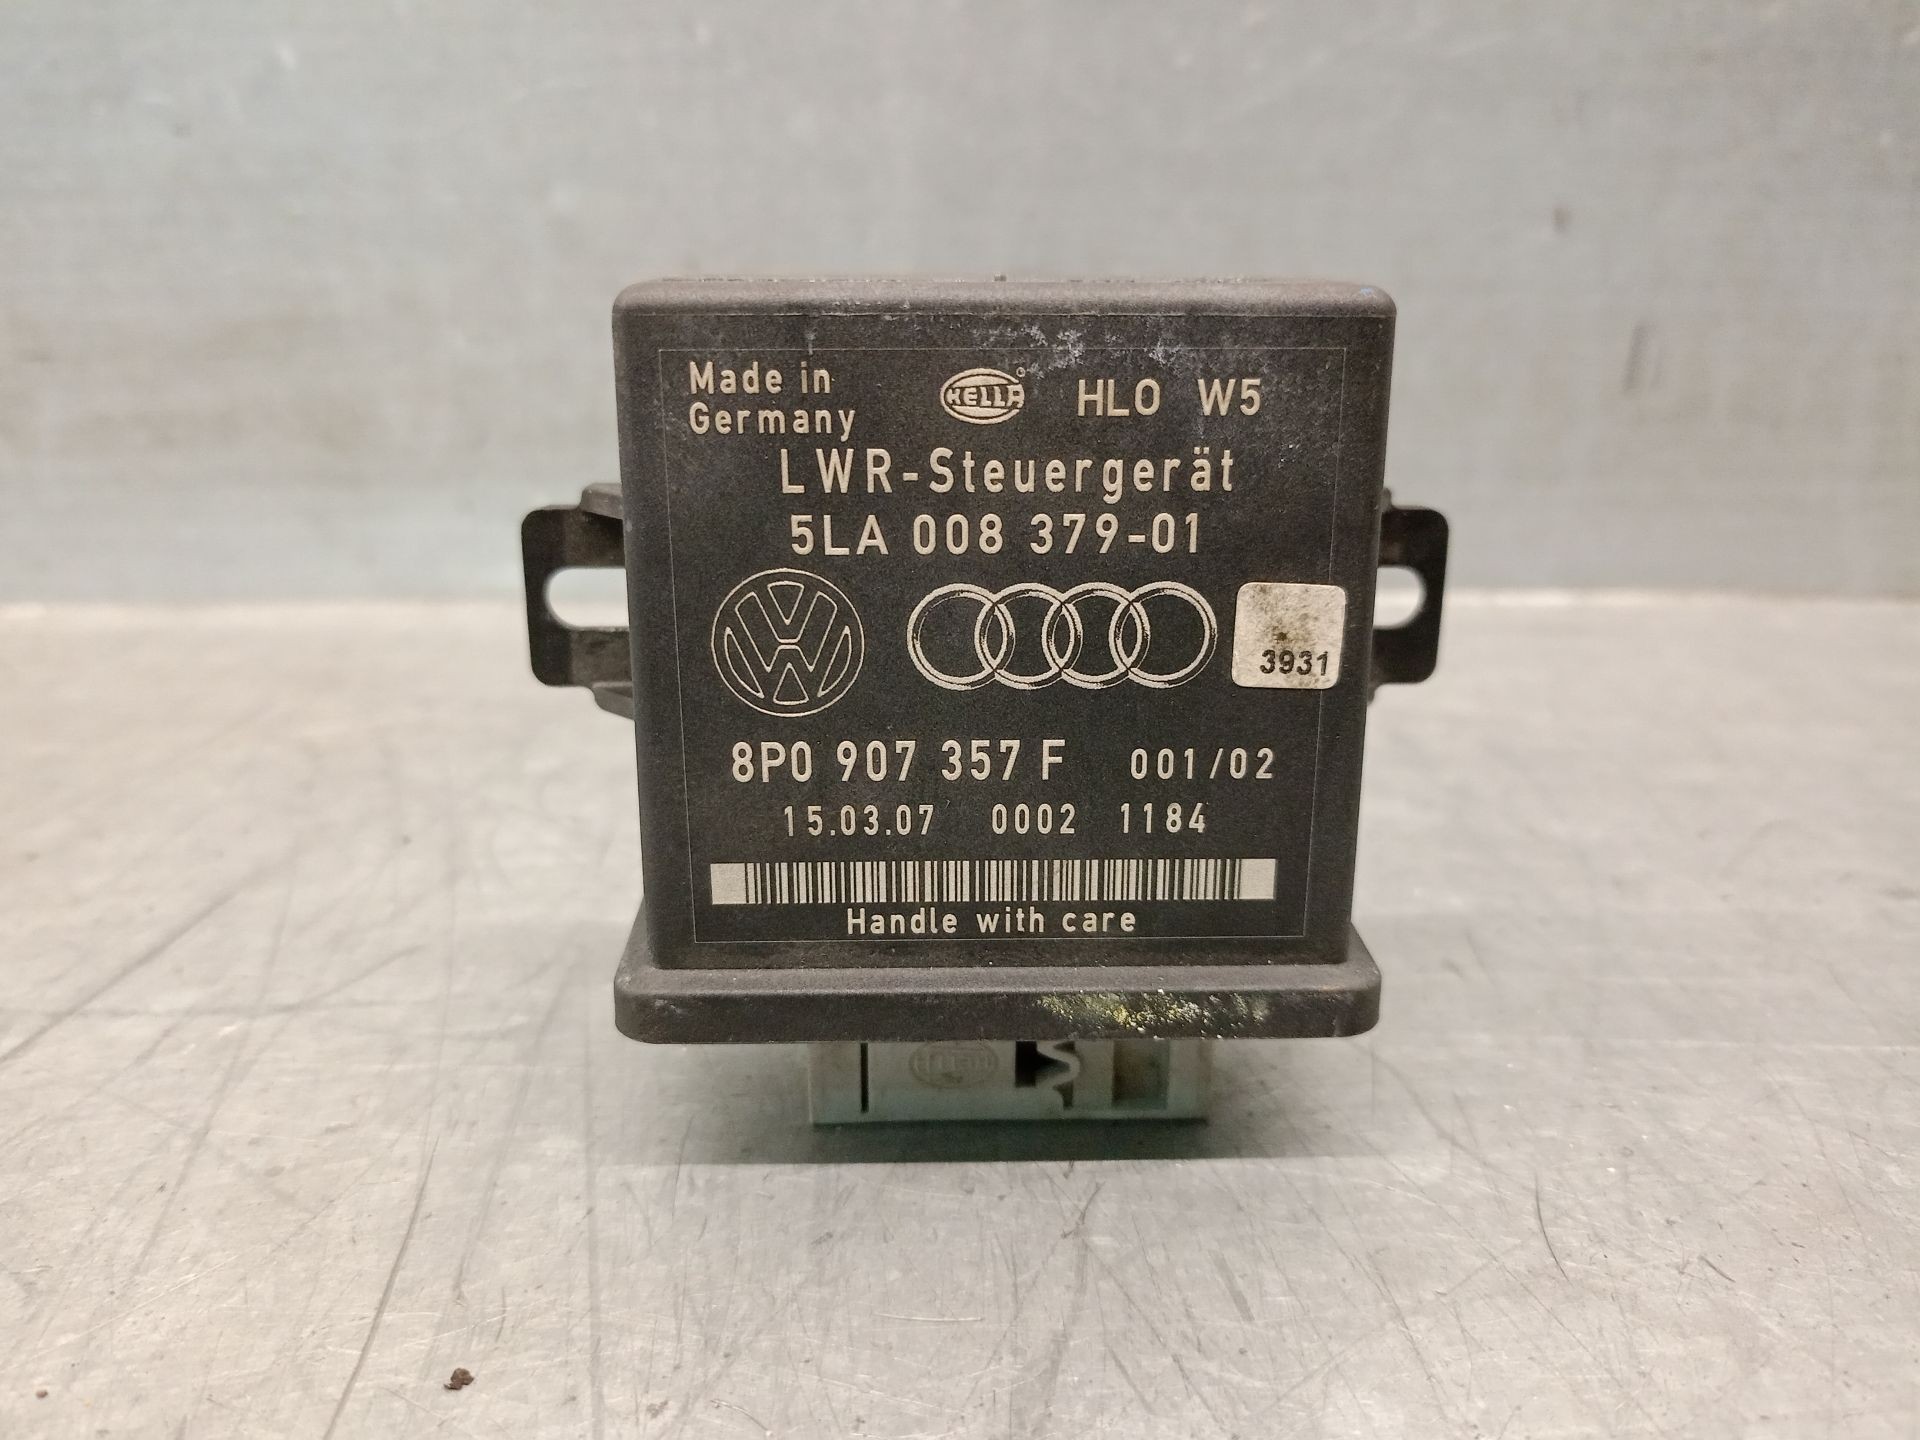 Made in
Germany
HELLA HLO W5
LWR-Steuergerät
5LA 008 379-01
3931
8P0 907 357 F 001/02
15.03.07 0002 1184
Handle with care
HELLA